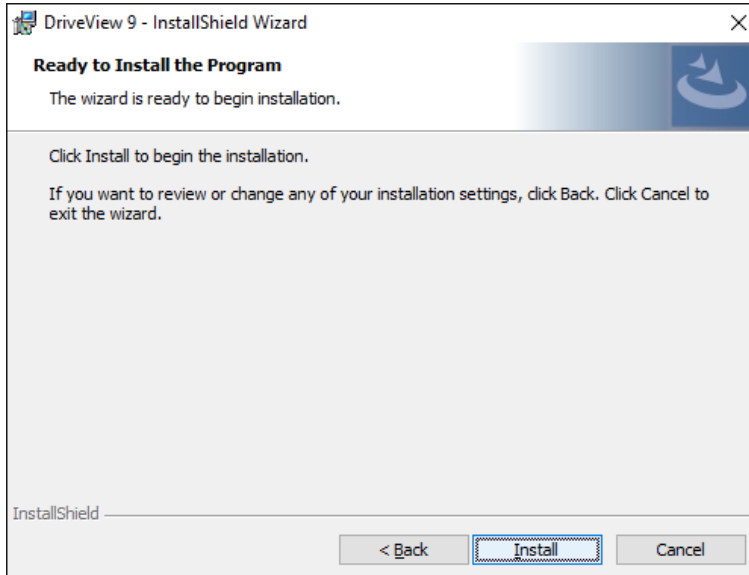 DriveView 9 - InstallShield Wizard
Ready to Install the Program
The wizard is ready to begin installation.
Click Install to begin the installation.
If you want to review or change any of your installation settings, click Back. Click Cancel to
exit the wizard.
InstallShield
< Back
Install
Cancel